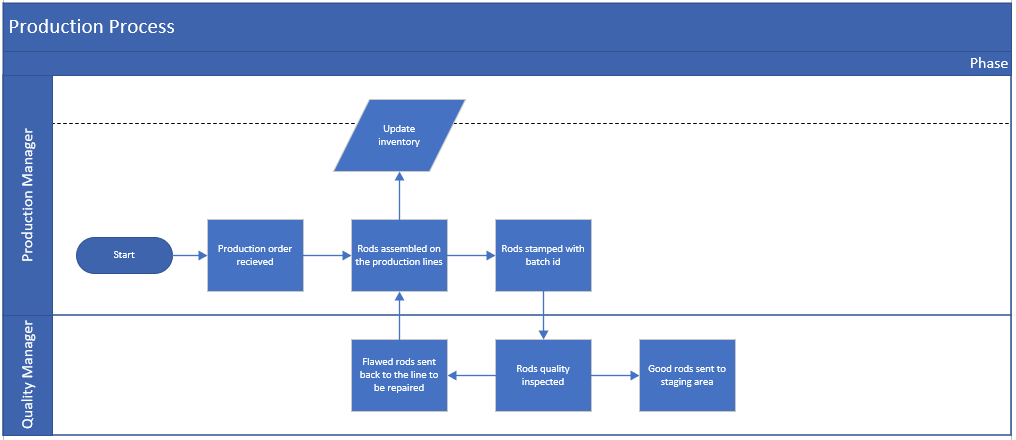 Production Process
Phase
Production Manager
Update
inventory
Start
Production order
recieved
Rods assembled on
the production lines
Rods stamped with
batch id
Quality Manager
Flawed rods sent
back to the line to
be repaired
Rods quality
inspected
Good rods sent to
staging area